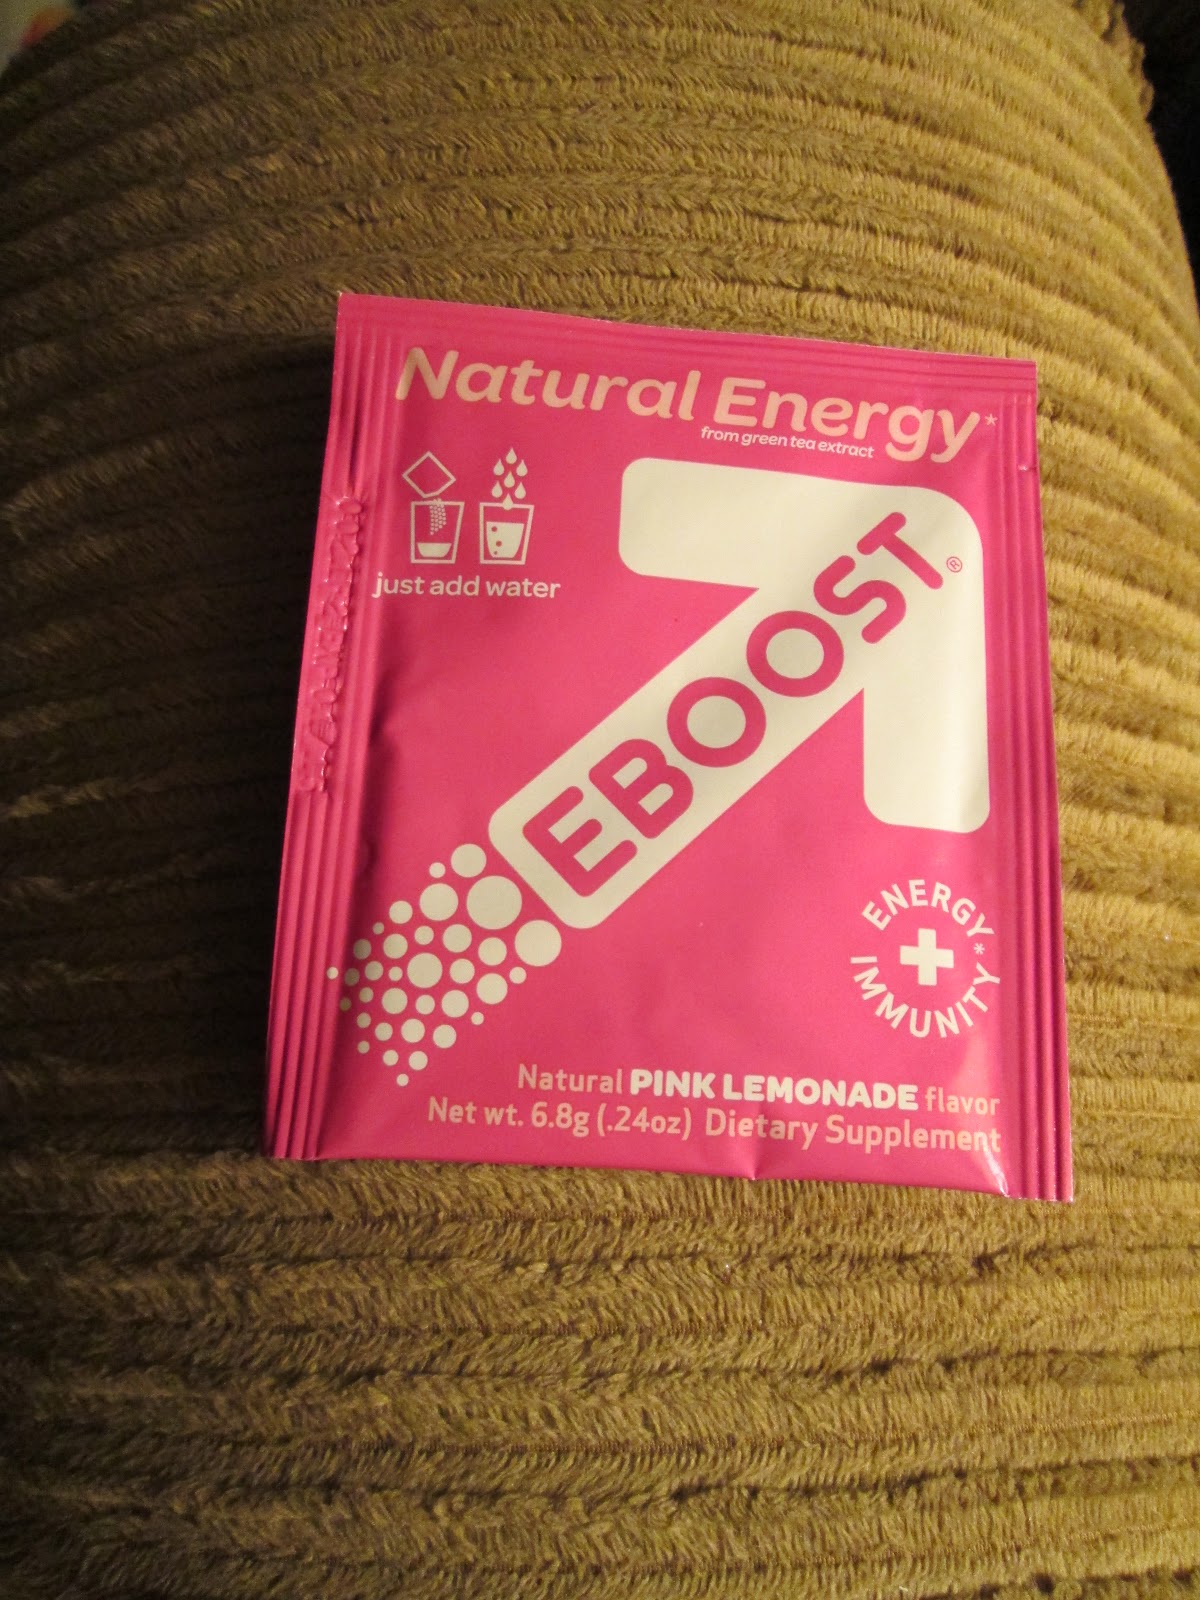 Natural Energy*
from green tea extract
just add water
EBOOST®
ENERGY*
+
IMMUNITY
Natural PINK LEMONADE flavor
Net wt. 6.8g (.24oz) Dietary Supplement